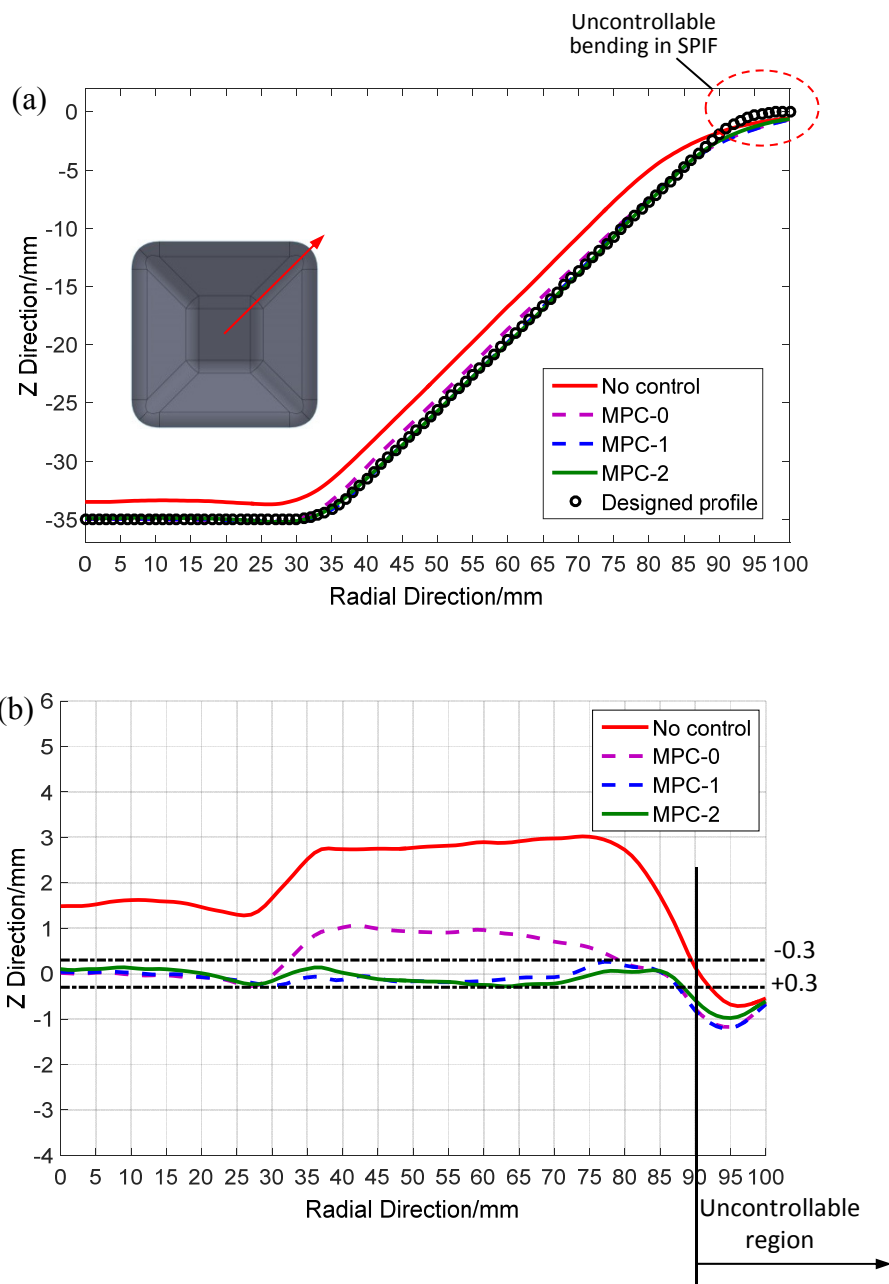 Uncontrollable
bending in SPIF
(a)
0
-5
-10
-15
-20
-25
-30
-35
Z Direction/mm
No control
MPC-0
MPC-1
MPC-2
Designed profile
0 5 10 15 20 25 30 35 40 45 50 55 60 65 70 75 80 85 90 95 100
Radial Direction/mm
(b)
6
5
4
3
2
1
0
-1
-2
-3
-4
Z Direction/mm
No control
MPC-0
MPC-1
MPC-2
-0.3
+0.3
0 5 10 15 20 25 30 35 40 45 50 55 60 65 70 75 80 85 90 95 100
Radial Direction/mm
Uncontrollable
region